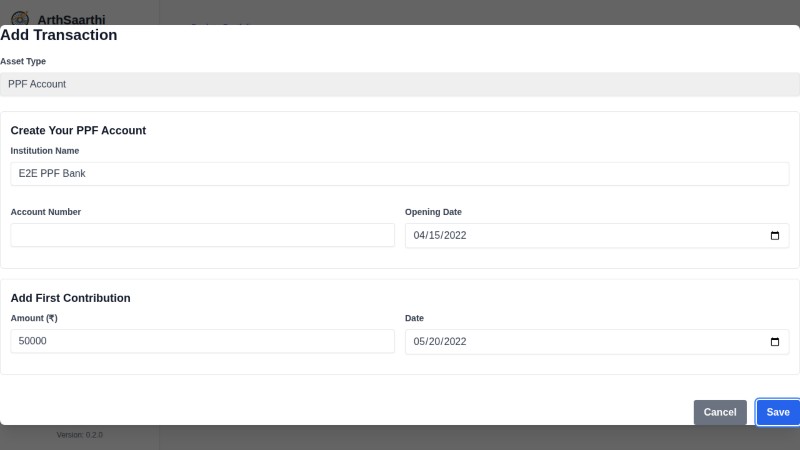 ArthSaarthi
Add Transaction
Asset Type
PPF Account
Create Your PPF Account
Institution Name
E2E PPF Bank
Account Number
Opening Date
04/15/2022
Add First Contribution
Amount (₹)
Date
50000
05/20/2022
Cancel
Save
Version: 0.2.0